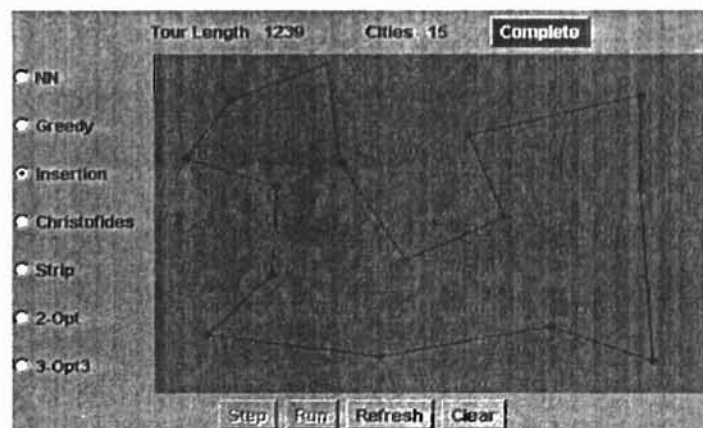 Tour Length 1239 Cities 15 Completo
NN
Greedy
Insertion
Christofides
Strip
2-Opt
3-Opt3
Step Run Refresh Clear